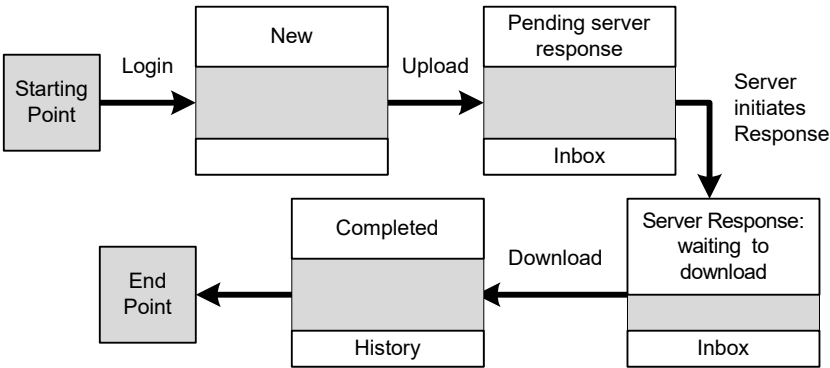 Starting
Point
Login
New
Upload
Pending server
response
Inbox
Server
initiates
Response
Server Response:
waiting to
download
Inbox
Download
Completed
History
End
Point